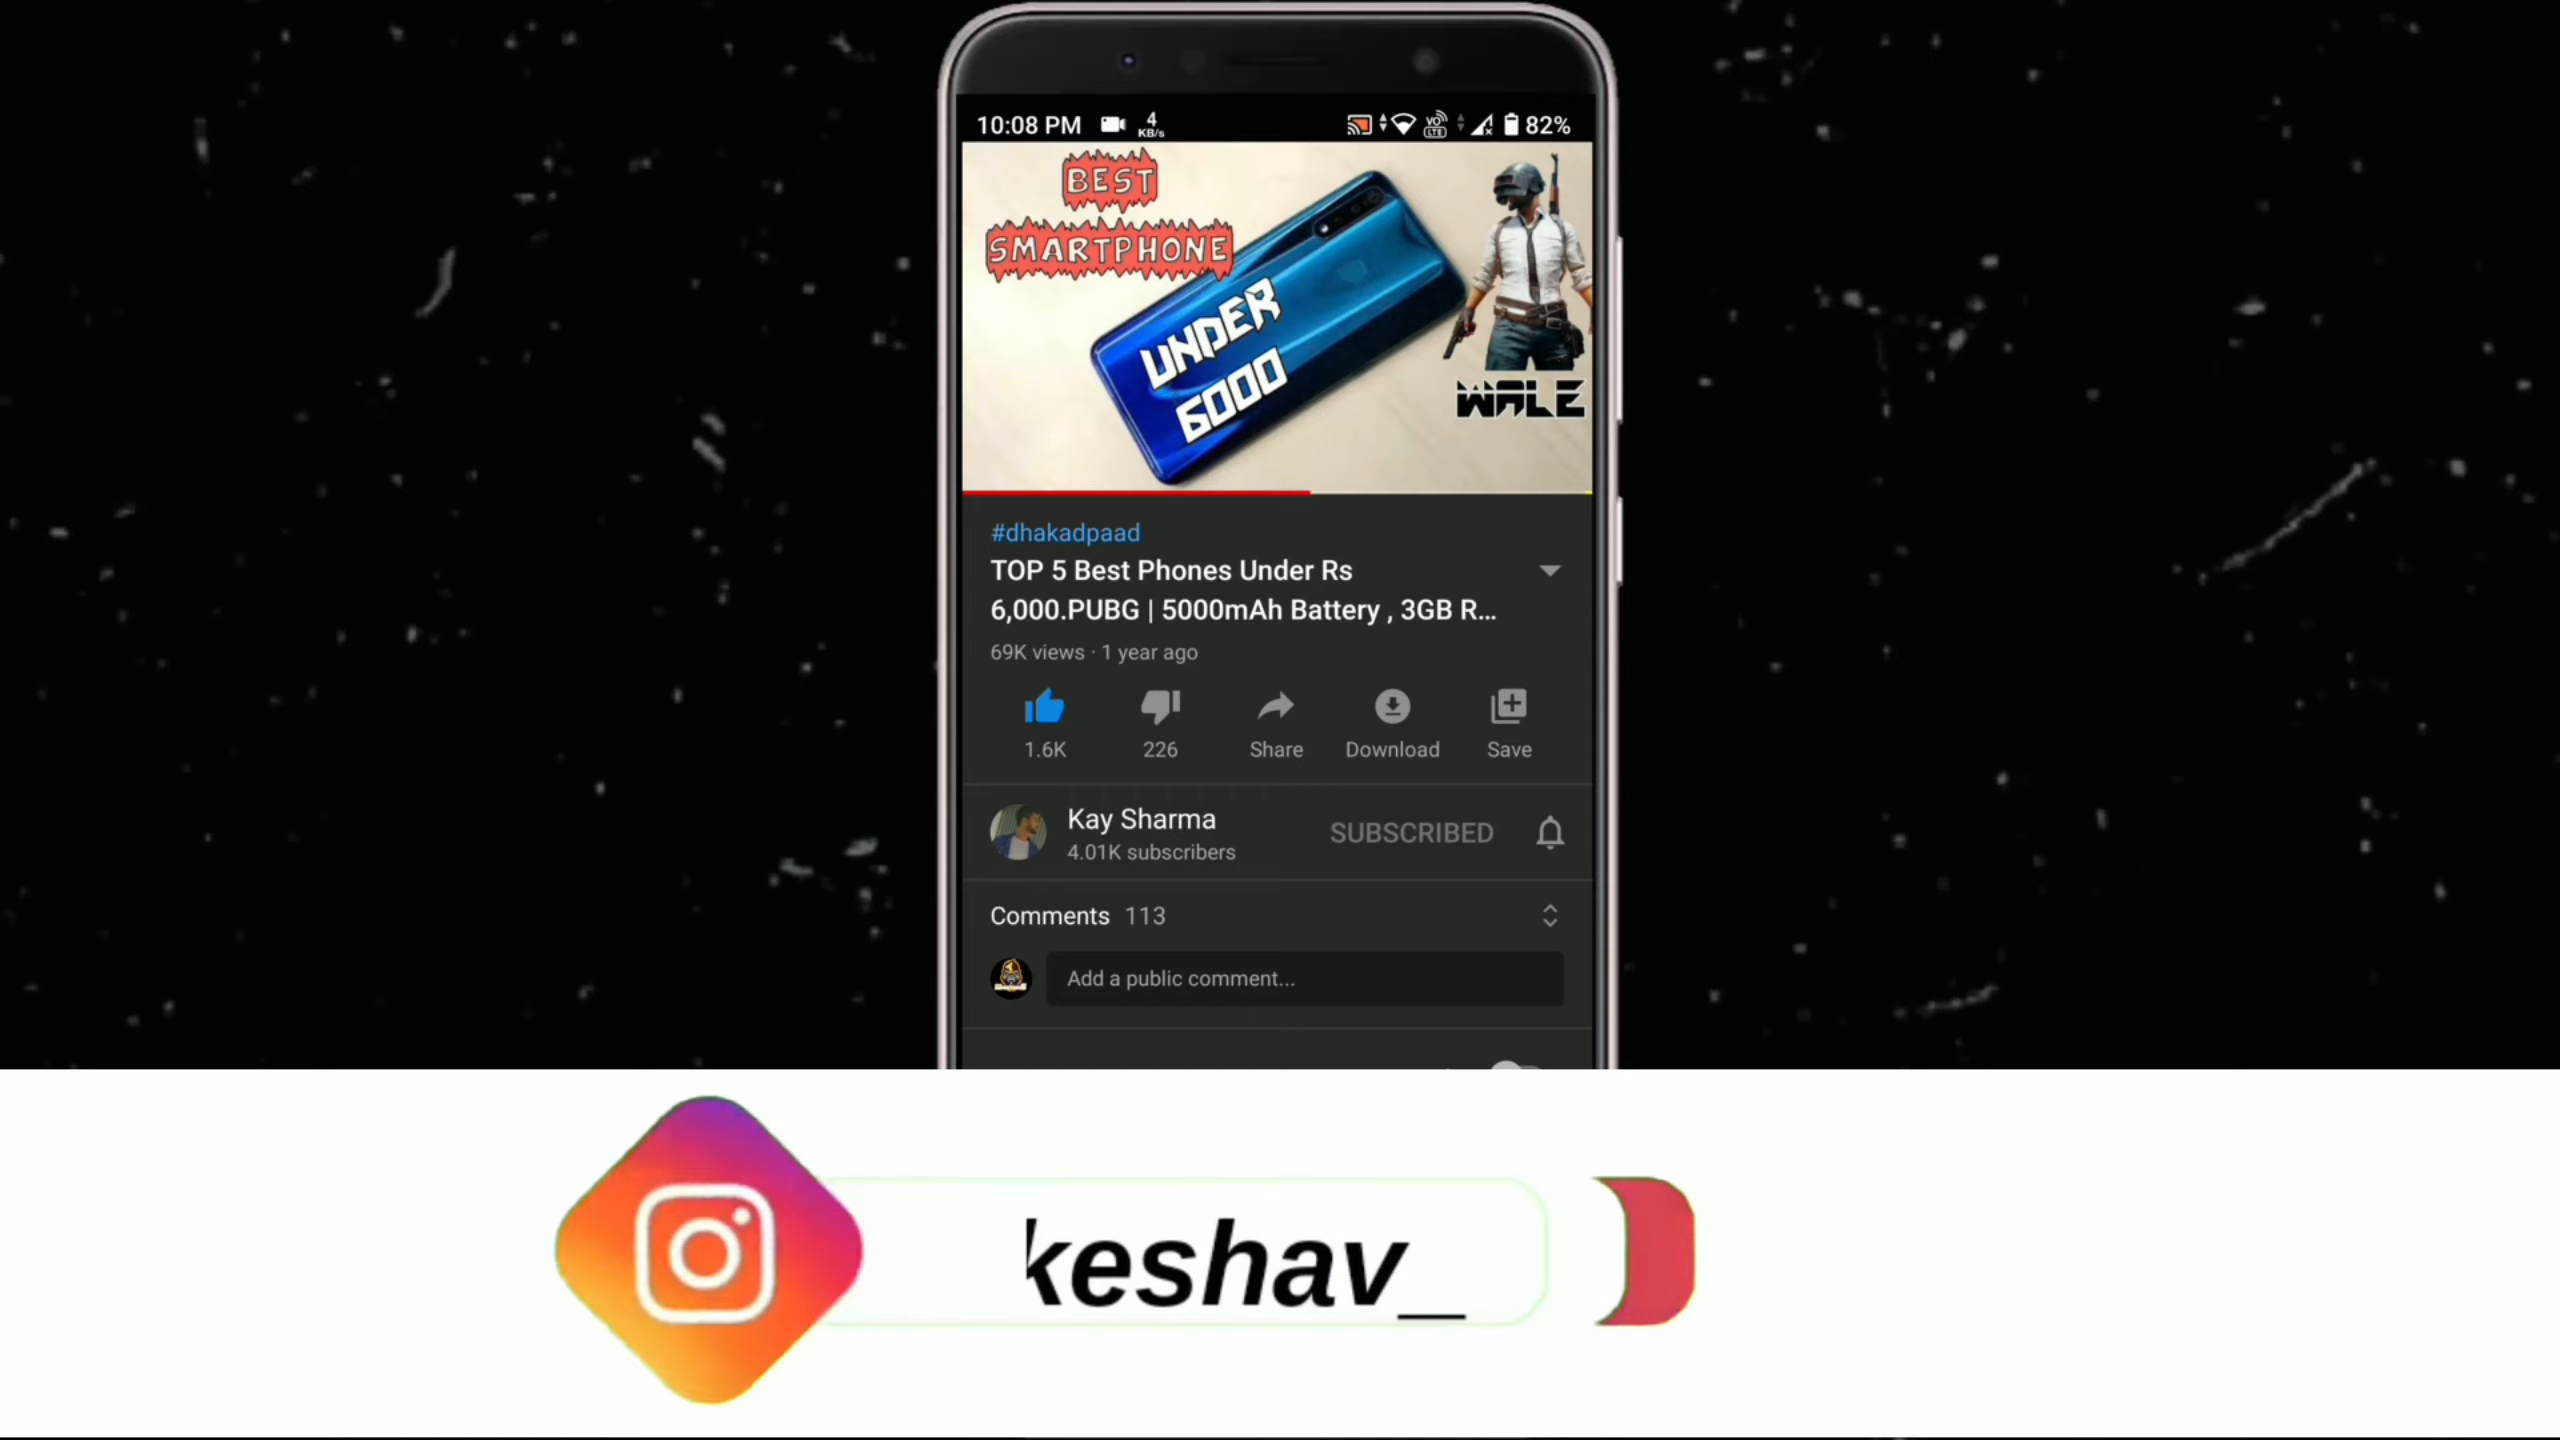 10:08 PM 4 KB/s VO LTE 82%
BEST
SMARTPHONE
UNDER
6000
WALE
#dhakadpaad
TOP 5 Best Phones Under Rs
6,000.PUBG | 5000mAh Battery , 3GB R...
69K views · 1 year ago
1.6K 226 Share Download Save
Kay Sharma
4.01K subscribers
SUBSCRIBED
Comments 113
Add a public comment...
keshav_